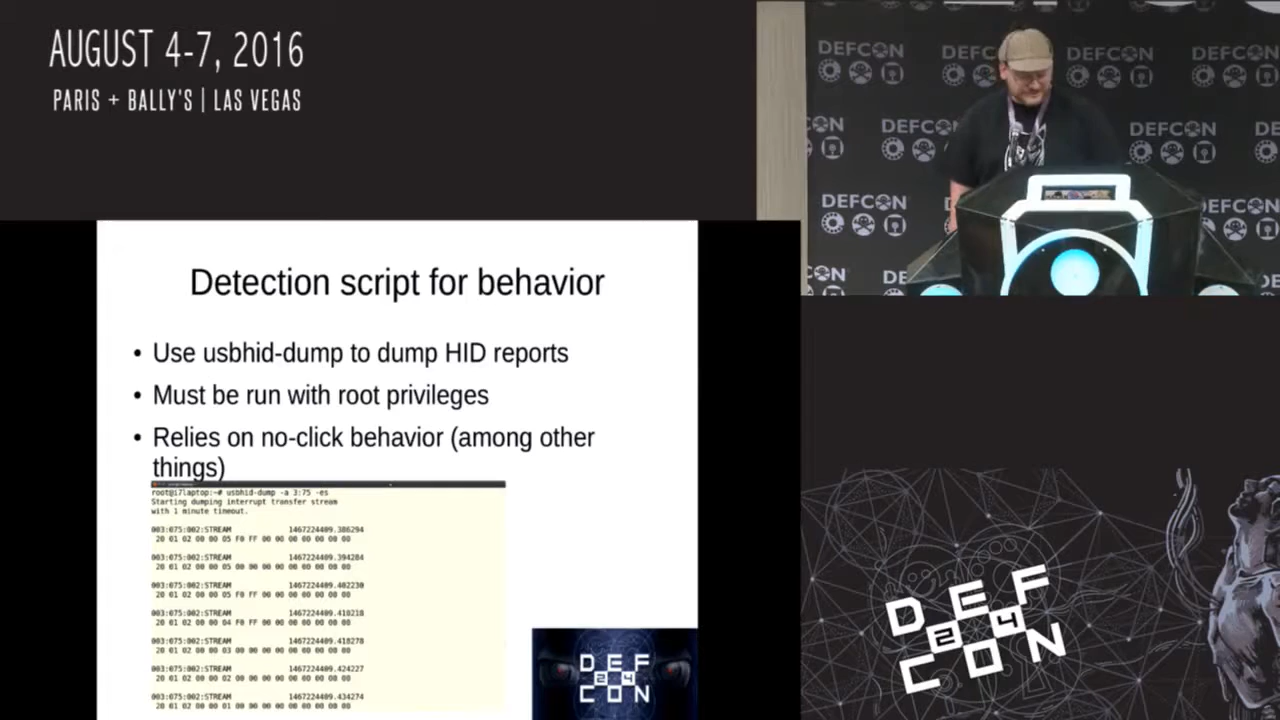 AUGUST 4-7, 2016
PARIS + BALLY'S | LAS VEGAS
DEFCON DEFCON DEFCON DEFCON
CON DEFCON DEFCON
DEFCON EFCON
CON
Detection script for behavior
• Use usbhid-dump to dump HID reports
• Must be run with root privileges
• Relies on no-click behavior (among other
things)
root@i7laptop:~# usbhid-dump -a 3:75 -es
Starting dumping interrupt transfer stream
with 1 minute timeout.
003:075:002:STREAM 1467224409.386294
20 01 02 00 00 05 F0 FF 00 00 00 00 00 00 00 00
003:075:002:STREAM 1467224409.394284
20 01 02 00 00 05 00 00 00 00 00 00 00 00 00 00
003:075:002:STREAM 1467224409.402230
20 01 02 00 00 05 F0 FF 00 00 00 00 00 00 00 00
003:075:002:STREAM 1467224409.410218
20 01 02 00 00 04 F0 FF 00 00 00 00 00 00 00 00
003:075:002:STREAM 1467224409.418278
20 01 02 00 00 03 00 00 00 00 00 00 00 00 00 00
003:075:002:STREAM 1467224409.424227
20 01 02 00 00 02 00 00 00 00 00 00 00 00 00 00
003:075:002:STREAM 1467224409.434274
20 01 02 00 00 01 00 00 00 00 00 00 00 00 00 00
DEF
24
CON
DEF
24
CON